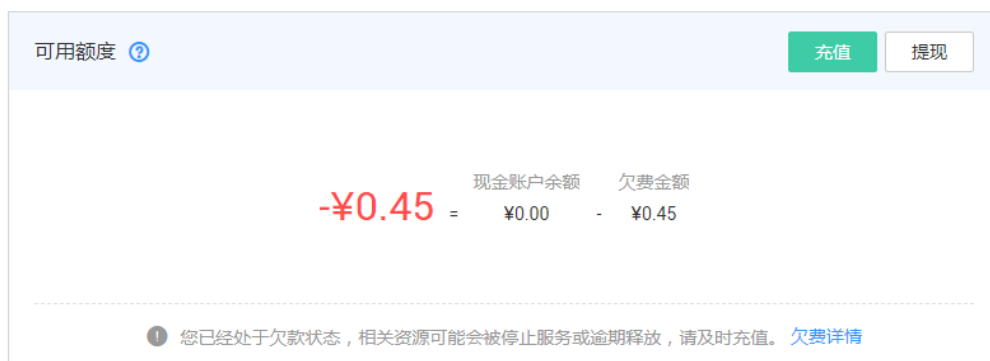 可用额度 ? 充值 提现
现金账户余额 欠费金额
-¥0.45 = ¥0.00 - ¥0.45
! 您已经处于欠款状态，相关资源可能会被停止服务或逾期释放，请及时充值。 欠费详情